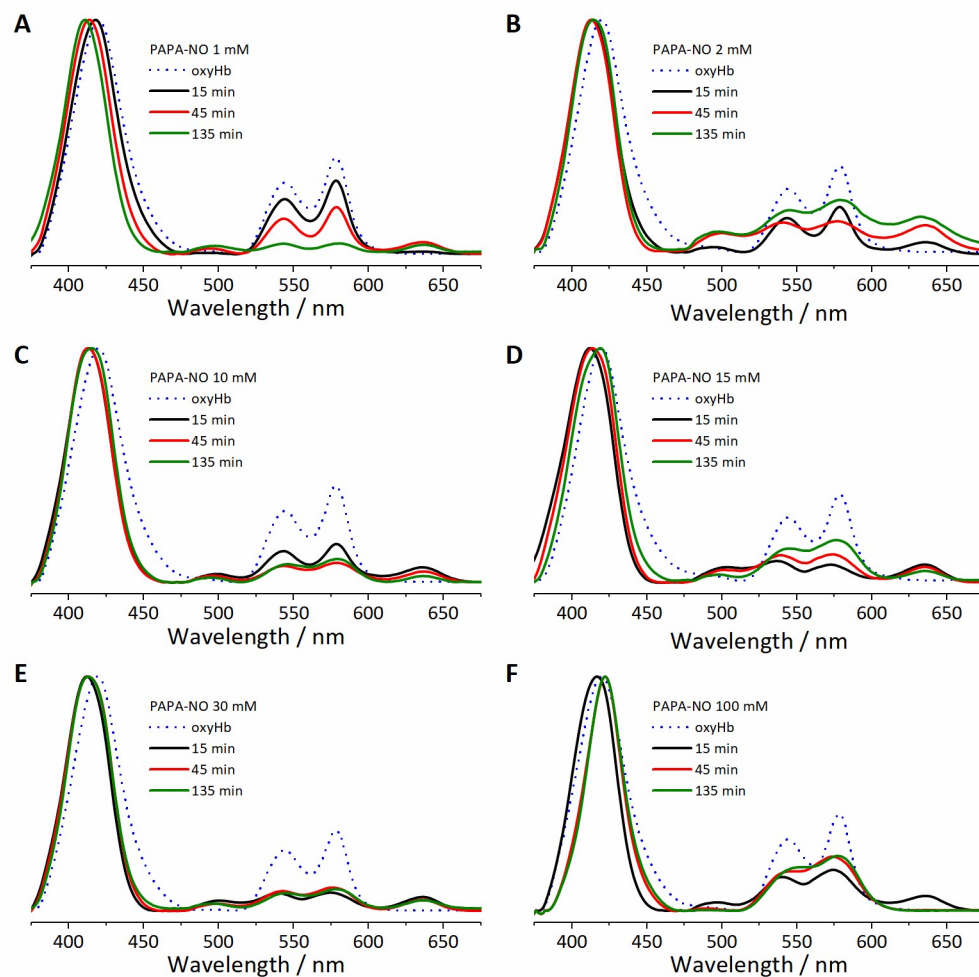 A
PAPA-NO 1 mM
oxyHb
15 min
45 min
135 min
400 450 500 550 600 650
Wavelength / nm
B
PAPA-NO 2 mM
oxyHb
15 min
45 min
135 min
400 450 500 550 600 650
Wavelength / nm
C
PAPA-NO 10 mM
oxyHb
15 min
45 min
135 min
400 450 500 550 600 650
Wavelength / nm
D
PAPA-NO 15 mM
oxyHb
15 min
45 min
135 min
400 450 500 550 600 650
Wavelength / nm
E
PAPA-NO 30 mM
oxyHb
15 min
45 min
135 min
400 450 500 550 600 650
Wavelength / nm
F
PAPA-NO 100 mM
oxyHb
15 min
45 min
135 min
400 450 500 550 600 650
Wavelength / nm